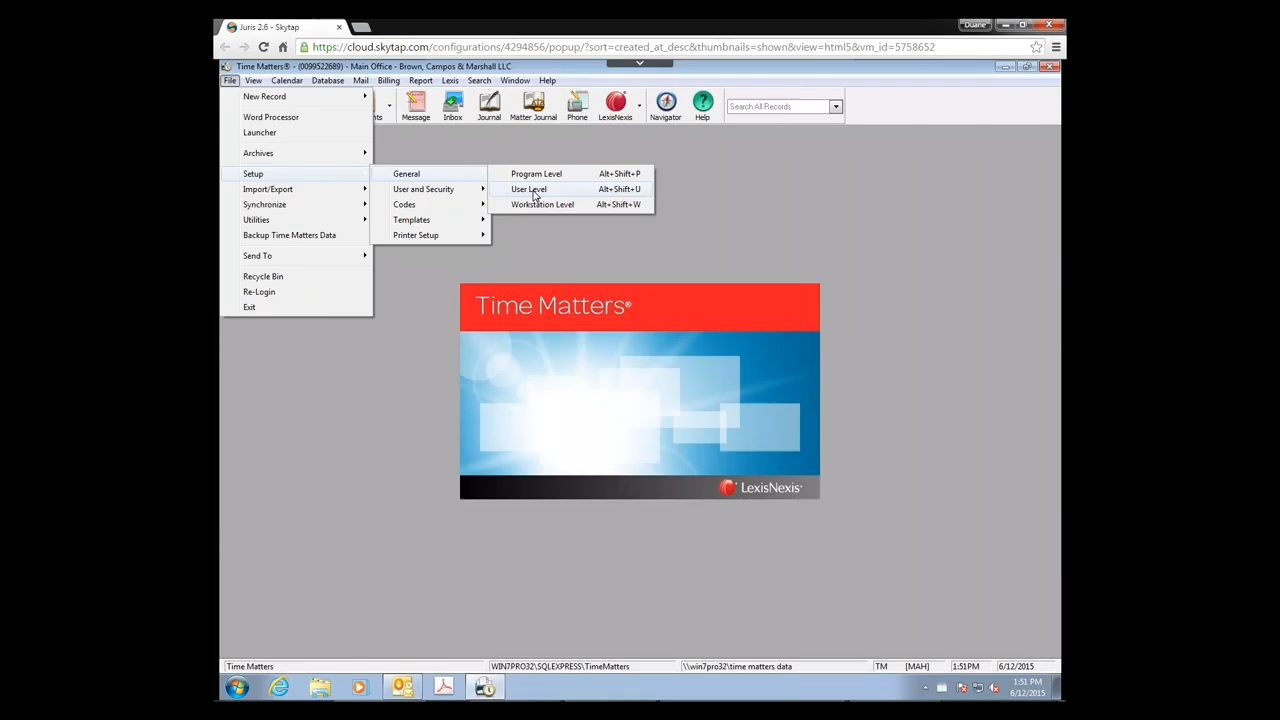 Juris 2.6 - Skytap
Duane
https://cloud.skytap.com/configurations/4294856/popup/?sort=created_at_desc&thumbnails=shown&view=html5&vm_id=5758652
Time Matters® - (0099522689) - Main Office - Brown, Campos & Marshall LLC
File View Calendar Database Mail Billing Report Lexis Search Window Help
New Record
Word Processor
Launcher
Archives
Setup
Import/Export
Synchronize
Utilities
Backup Time Matters Data
Send To
Recycle Bin
Re-Login
Exit
Message Inbox Journal Matter Journal Phone LexisNexis Navigator Help
Search All Records
General
User and Security
Codes
Templates
Printer Setup
Program Level Alt+Shift+P
User Level Alt+Shift+U
Workstation Level Alt+Shift+W
Time Matters®
LexisNexis®
Time Matters WIN7PRO32\SQLEXPRESS\TimeMatters \\win7pro32\time matters data TM [MAH] 1:51PM 6/12/2015
1:51 PM
6/12/2015